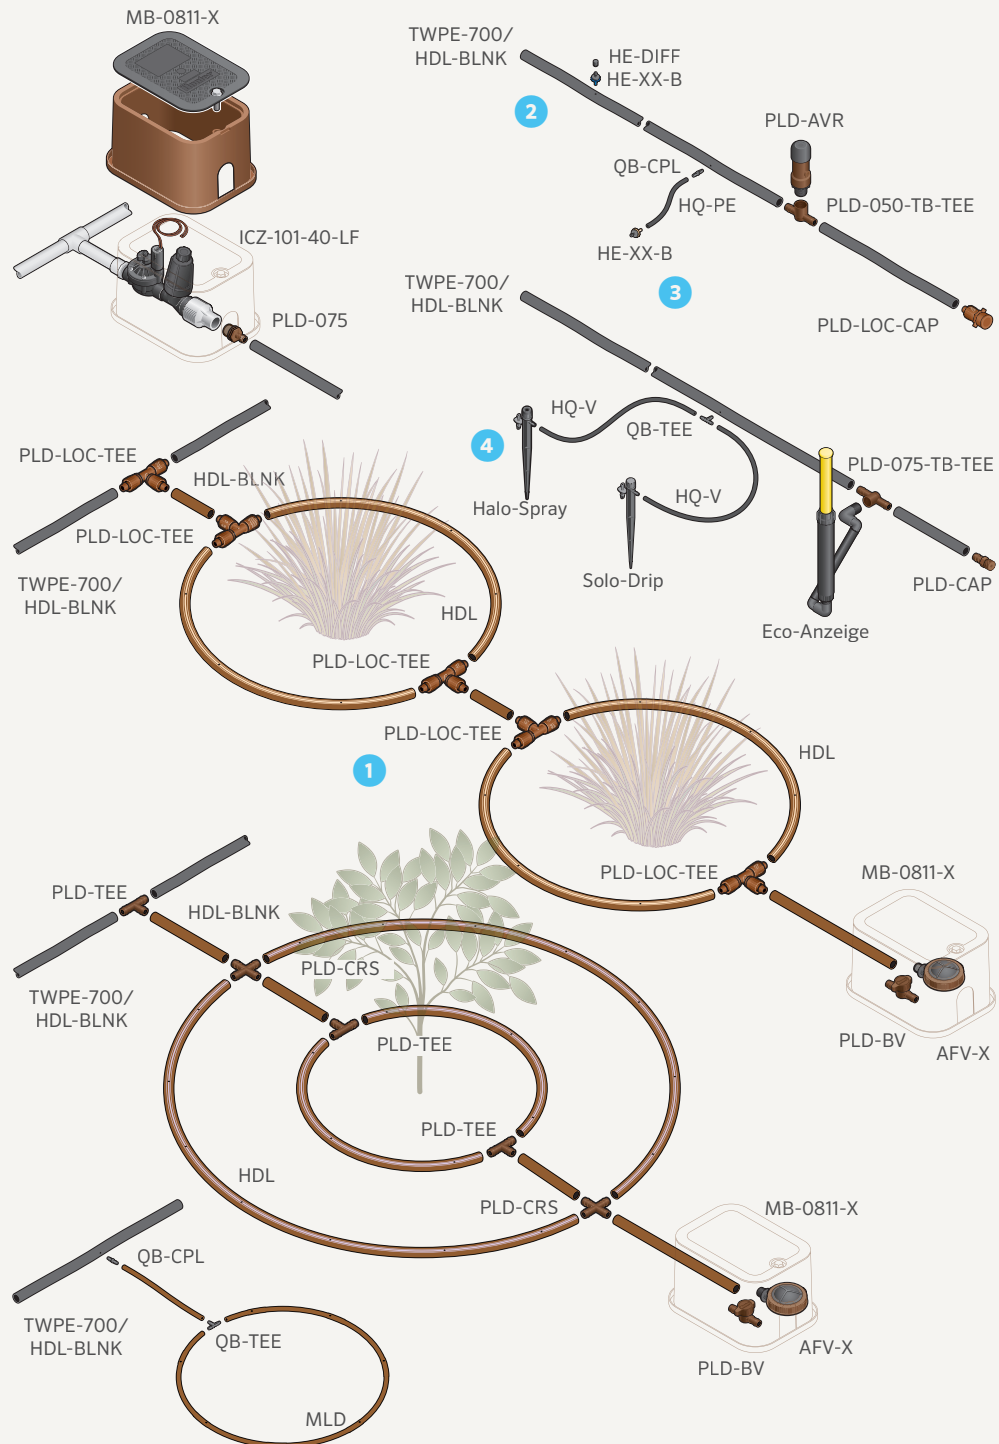 MB-0811-X
TWPE-700/
HDL-BLNK
HE-DIFF
HE-XX-B
2
PLD-AVR
QB-CPL
HQ-PE
PLD-050-TB-TEE
HE-XX-B
ICZ-101-40-LF
TWPE-700/
HDL-BLNK
3
PLD-075
PLD-LOC-CAP
HQ-V
QB-TEE
4
PLD-LOC-TEE
HDL-BLNK
PLD-075-TB-TEE
HQ-V
Halo-Spray
PLD-LOC-TEE
Solo-Drip
TWPE-700/
HDL-BLNK
PLD-CAP
HDL
Eco-Anzeige
PLD-LOC-TEE
PLD-LOC-TEE
HDL
1
PLD-LOC-TEE
MB-0811-X
PLD-TEE
HDL-BLNK
PLD-CRS
TWPE-700/
HDL-BLNK
PLD-TEE
PLD-BV
AFV-X
PLD-TEE
HDL
PLD-CRS
MB-0811-X
QB-CPL
TWPE-700/
HDL-BLNK
QB-TEE
AFV-X
PLD-BV
MLD